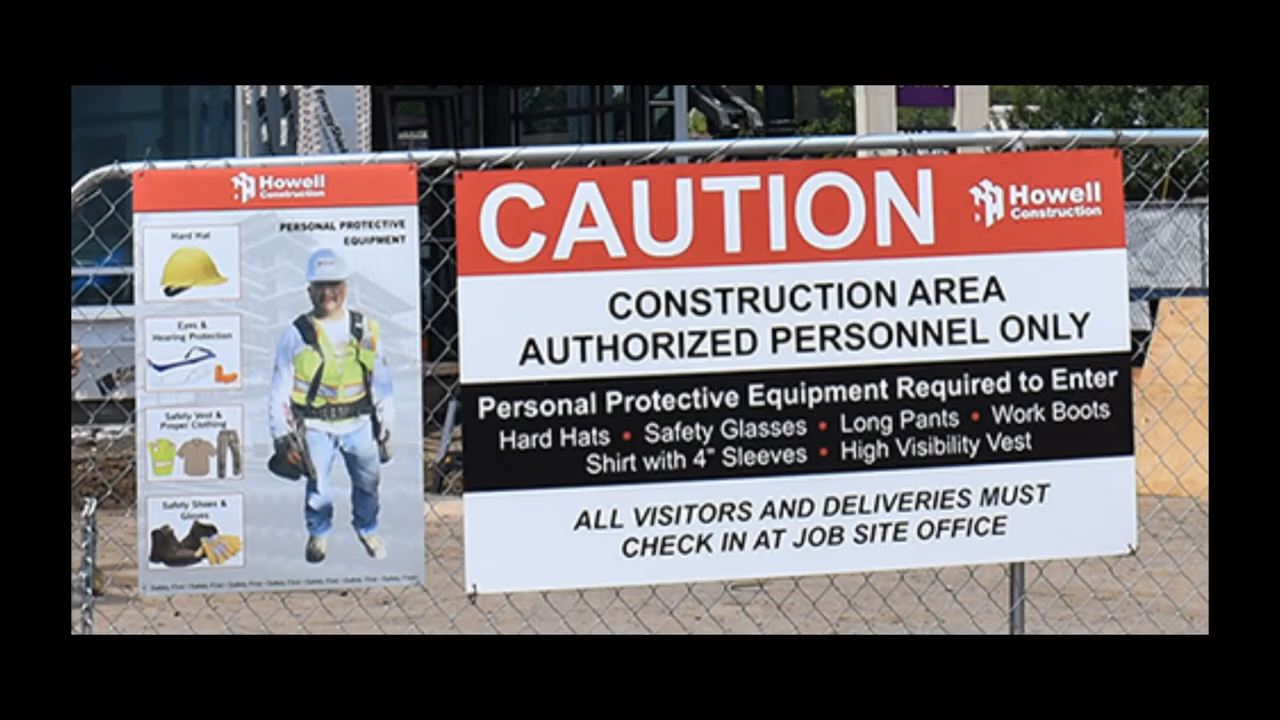 Howell
Construction
PERSONAL PROTECTIVE
EQUIPMENT
Hard Hat
Eyes &
Hearing Protection
Safety Vest &
Proper Clothing
Safety Shoes &
Gloves
CAUTION
Howell
Construction
CONSTRUCTION AREA
AUTHORIZED PERSONNEL ONLY
Personal Protective Equipment Required to Enter
Hard Hats • Safety Glasses • Long Pants • Work Boots
Shirt with 4" Sleeves • High Visibility Vest
ALL VISITORS AND DELIVERIES MUST
CHECK IN AT JOB SITE OFFICE